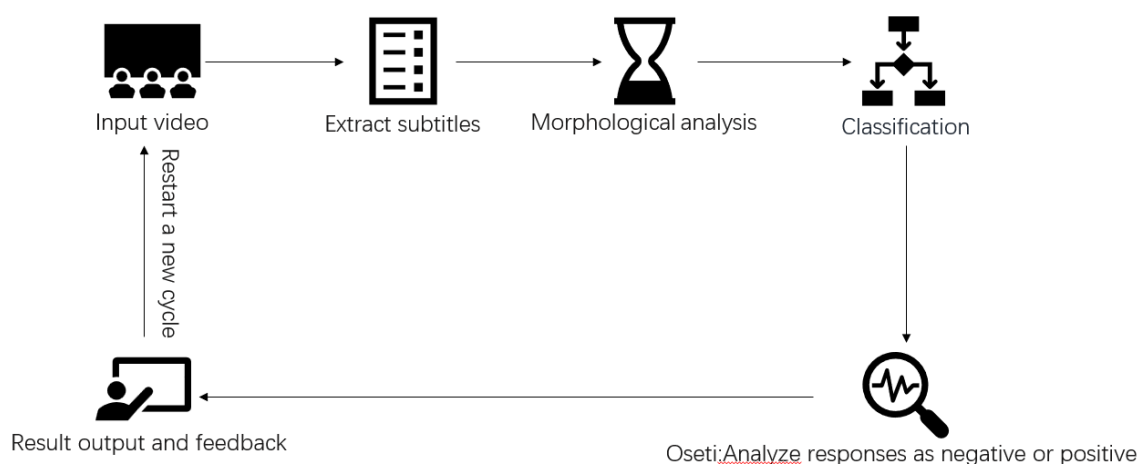 Input video
Extract subtitles
Morphological analysis
Classification
Restart a new cycle
Result output and feedback
Oseti:Analyze responses as negative or positive